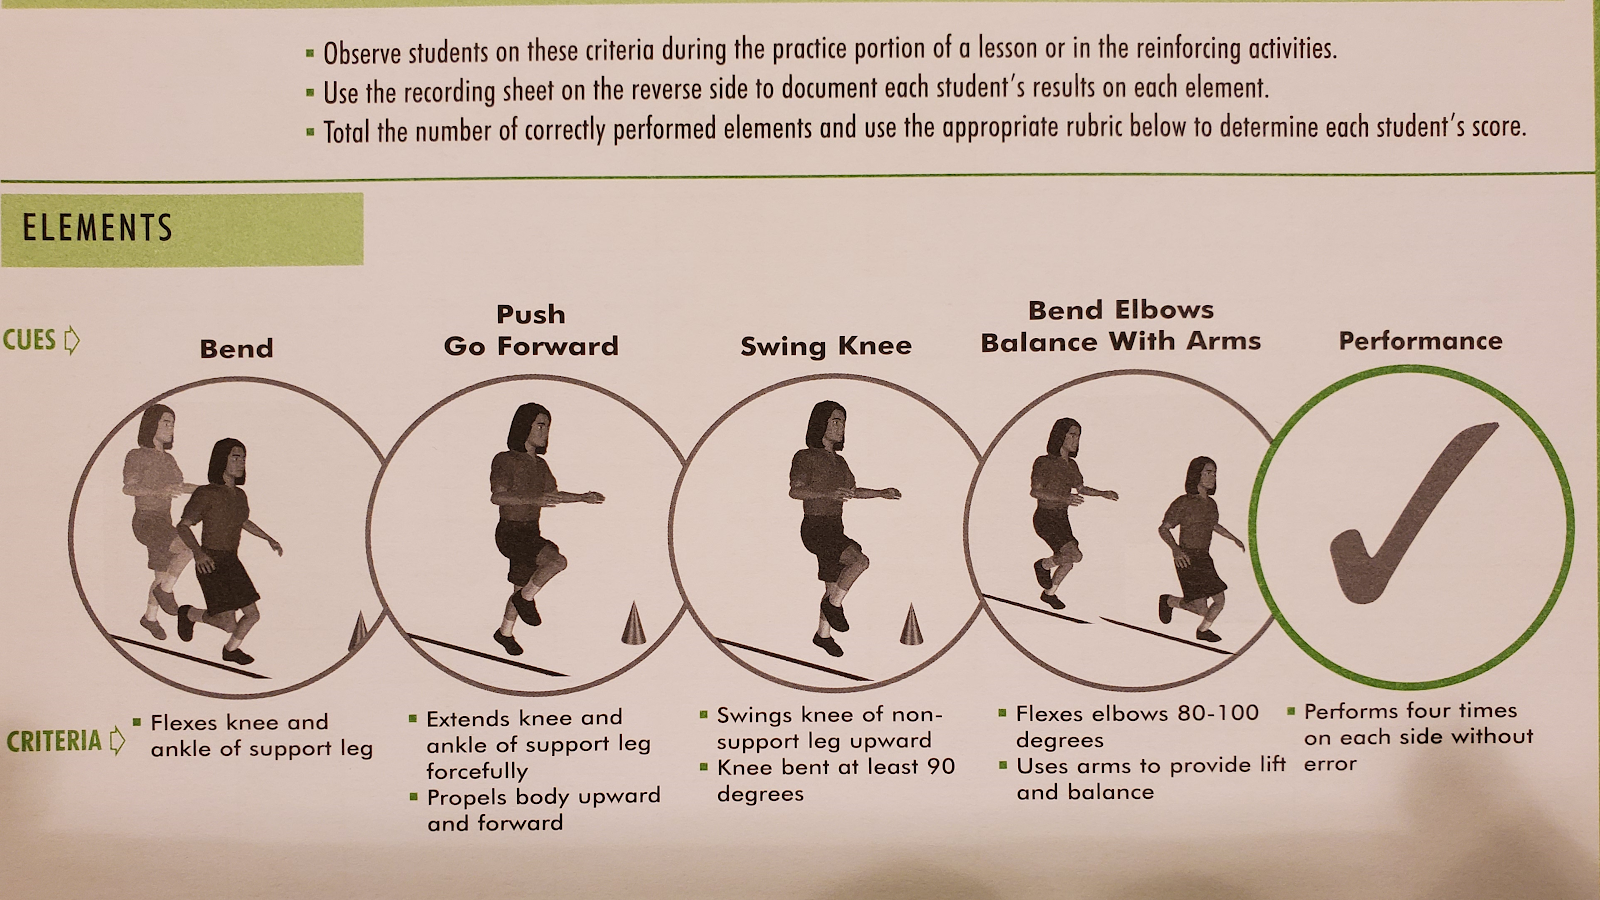 ▪ Observe students on these criteria during the practice portion of a lesson or in the reinforcing activities.
▪ Use the recording sheet on the reverse side to document each student's results on each element.
▪ Total the number of correctly performed elements and use the appropriate rubric below to determine each student's score.
ELEMENTS
CUES
Bend
Push
Go Forward
Swing Knee
Bend Elbows
Balance With Arms
Performance
CRITERIA
▪ Flexes knee and
ankle of support leg
▪ Extends knee and
ankle of support leg
forcefully
▪ Propels body upward
and forward
▪ Swings knee of non-
support leg upward
▪ Knee bent at least 90
degrees
▪ Flexes elbows 80-100
degrees
▪ Uses arms to provide lift
and balance
▪ Performs four times
on each side without
error